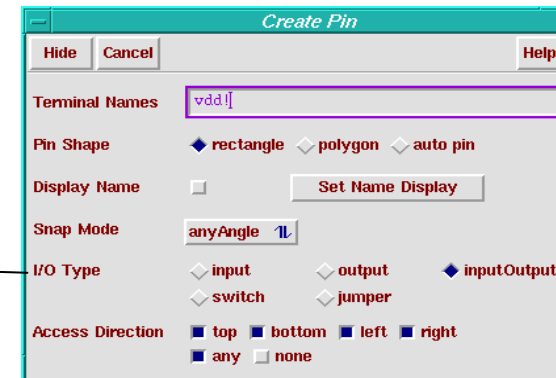 Create Pin
Hide Cancel Help
Terminal Names vdd!
Pin Shape rectangle polygon auto pin
Display Name Set Name Display
Snap Mode anyAngle
I/O Type input output inputOutput
switch jumper
Access Direction top bottom left right
any none